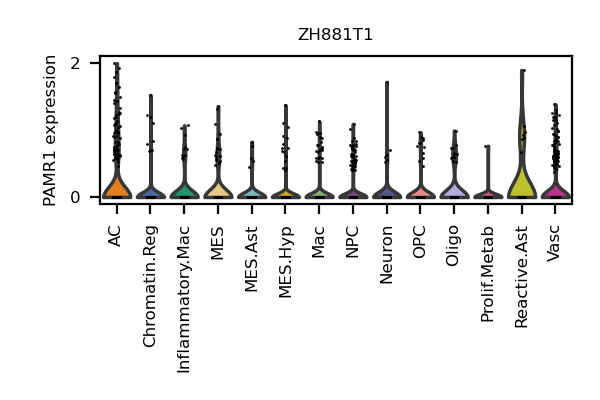 ZH881T1
PAMR1 expression
2
0
AC
Chromatin.Reg
Inflammatory.Mac
MES
MES.Ast
MES.Hyp
Mac
NPC
Neuron
OPC
Oligo
Prolif.Metab
Reactive.Ast
Vasc